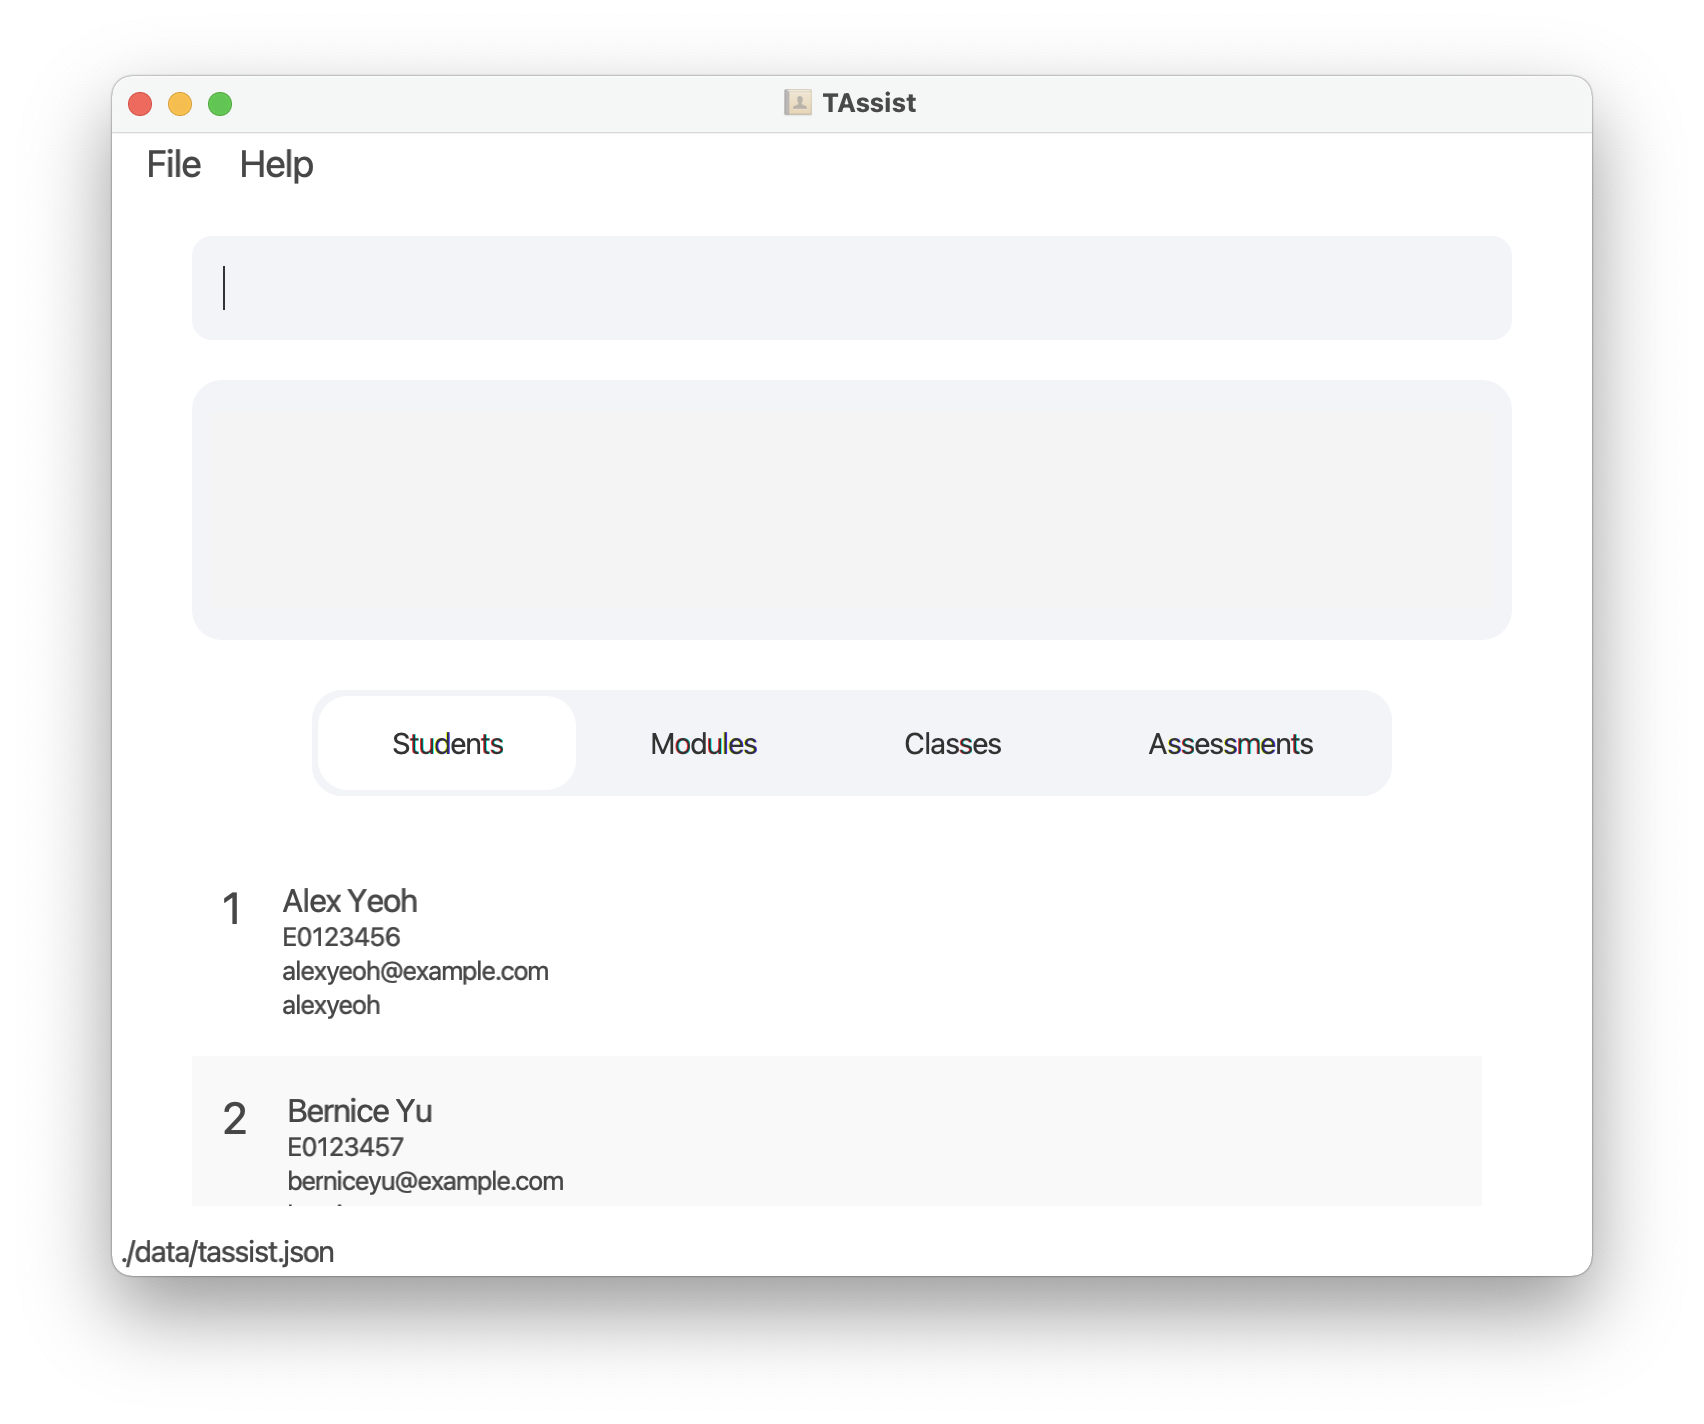 TAssist
File Help
Students Modules Classes Assessments
1 Alex Yeoh
E0123456
alexyeoh@example.com
alexyeoh
2 Bernice Yu
E0123457
berniceyu@example.com
./data/tassist.json